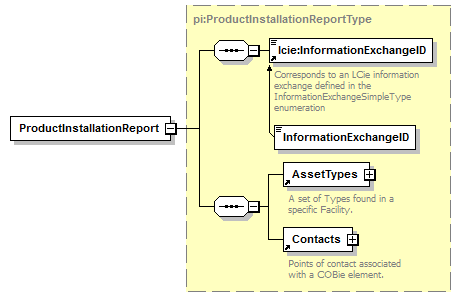 pi:ProductInstallationReportType
lcie:InformationExchangeID
Corresponds to an LCie information
exchange defined in the
InformationExchangeSimpleType
enumeration
ProductInstallationReport
InformationExchangeID
AssetTypes
A set of Types found in a
specific Facility.
Contacts
Points of contact associated
with a COBie element.